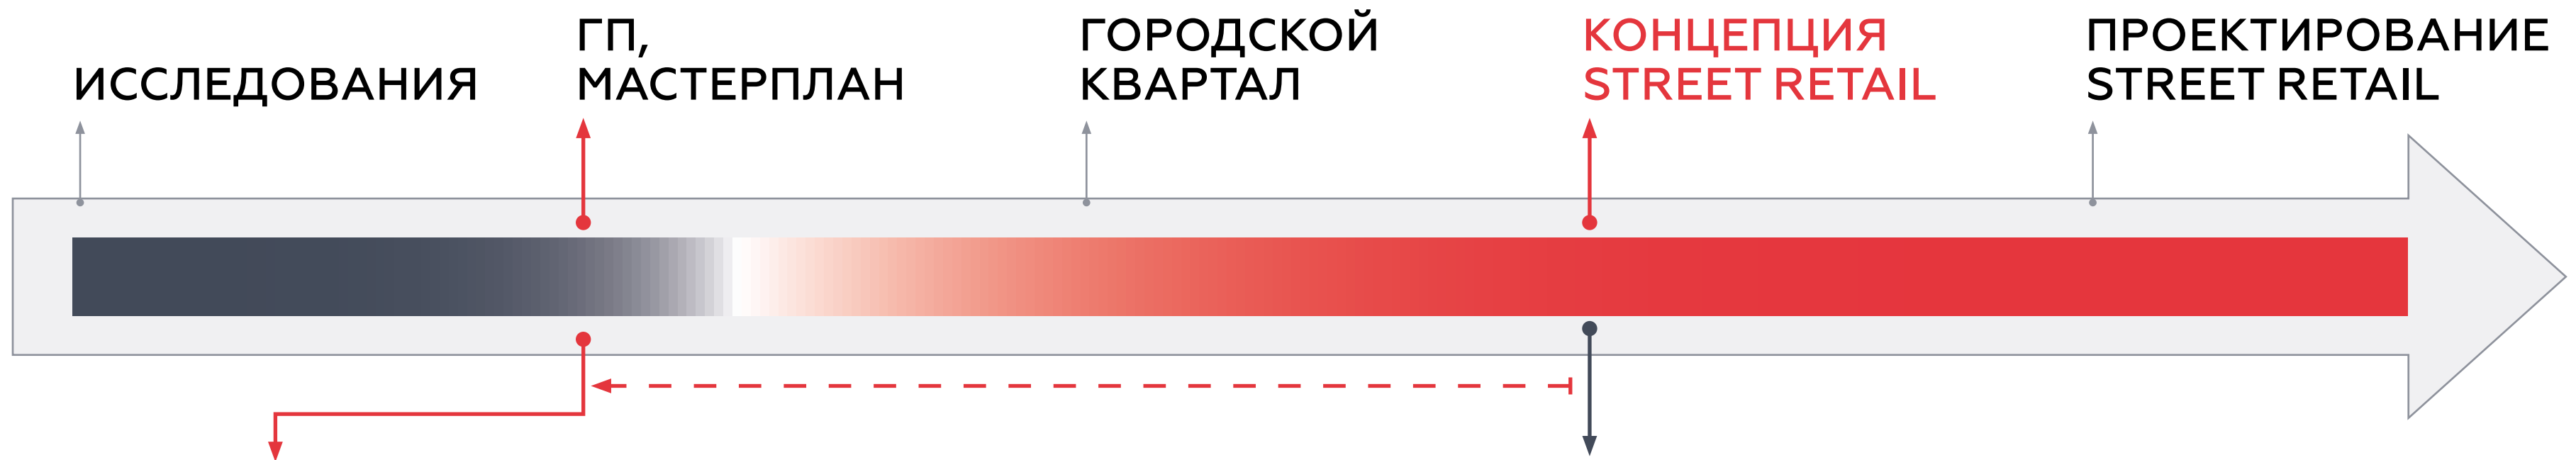 ИССЛЕДОВАНИЯ
ГП,
МАСТЕРПЛАН
ГОРОДСКОЙ
КВАРТАЛ
КОНЦЕПЦИЯ
STREET RETAIL
ПРОЕКТИРОВАНИЕ
STREET RETAIL